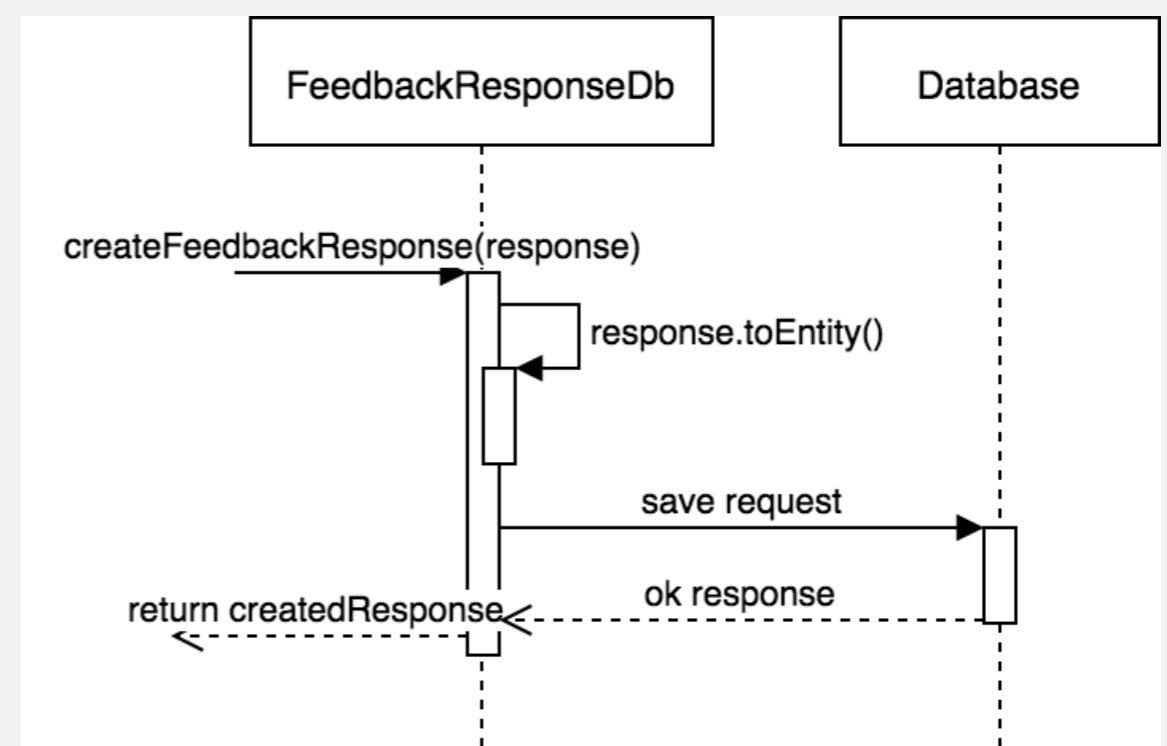 FeedbackResponseDb
Database
createFeedbackResponse(response)
response.toEntity()
save request
ok response
return createdResponse